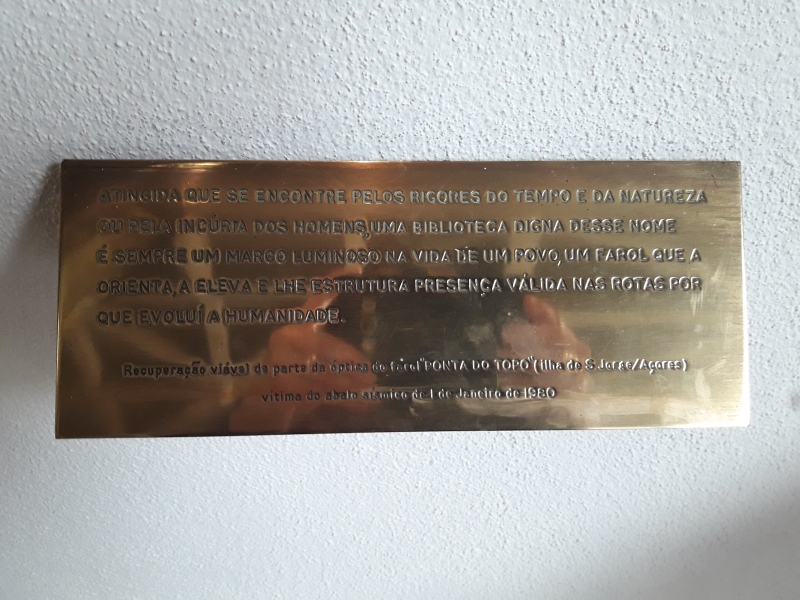 ATINGIDA QUE SE ENCONTRE PELOS RIGORES DO TEMPO E DA NATUREZA
OU PELA INCÚRIA DOS HOMENS, UMA BIBLIOTECA DIGNA DESSE NOME
É SEMPRE UM MARCO LUMINOSO NA VIDA DE UM POVO, UM FAROL QUE A
ORIENTA, A ELEVA E LHE ESTRUTURA PRESENÇA VÁLIDA NAS ROTAS POR
QUE EVOLUÍ A HUMANIDADE.
Recuperação viável de parte da óptica do farol "PONTA DO TOPO" (ilha de S. Jorge/Açores)
vítima do abalo sísmico de 1 de Janeiro de 1980